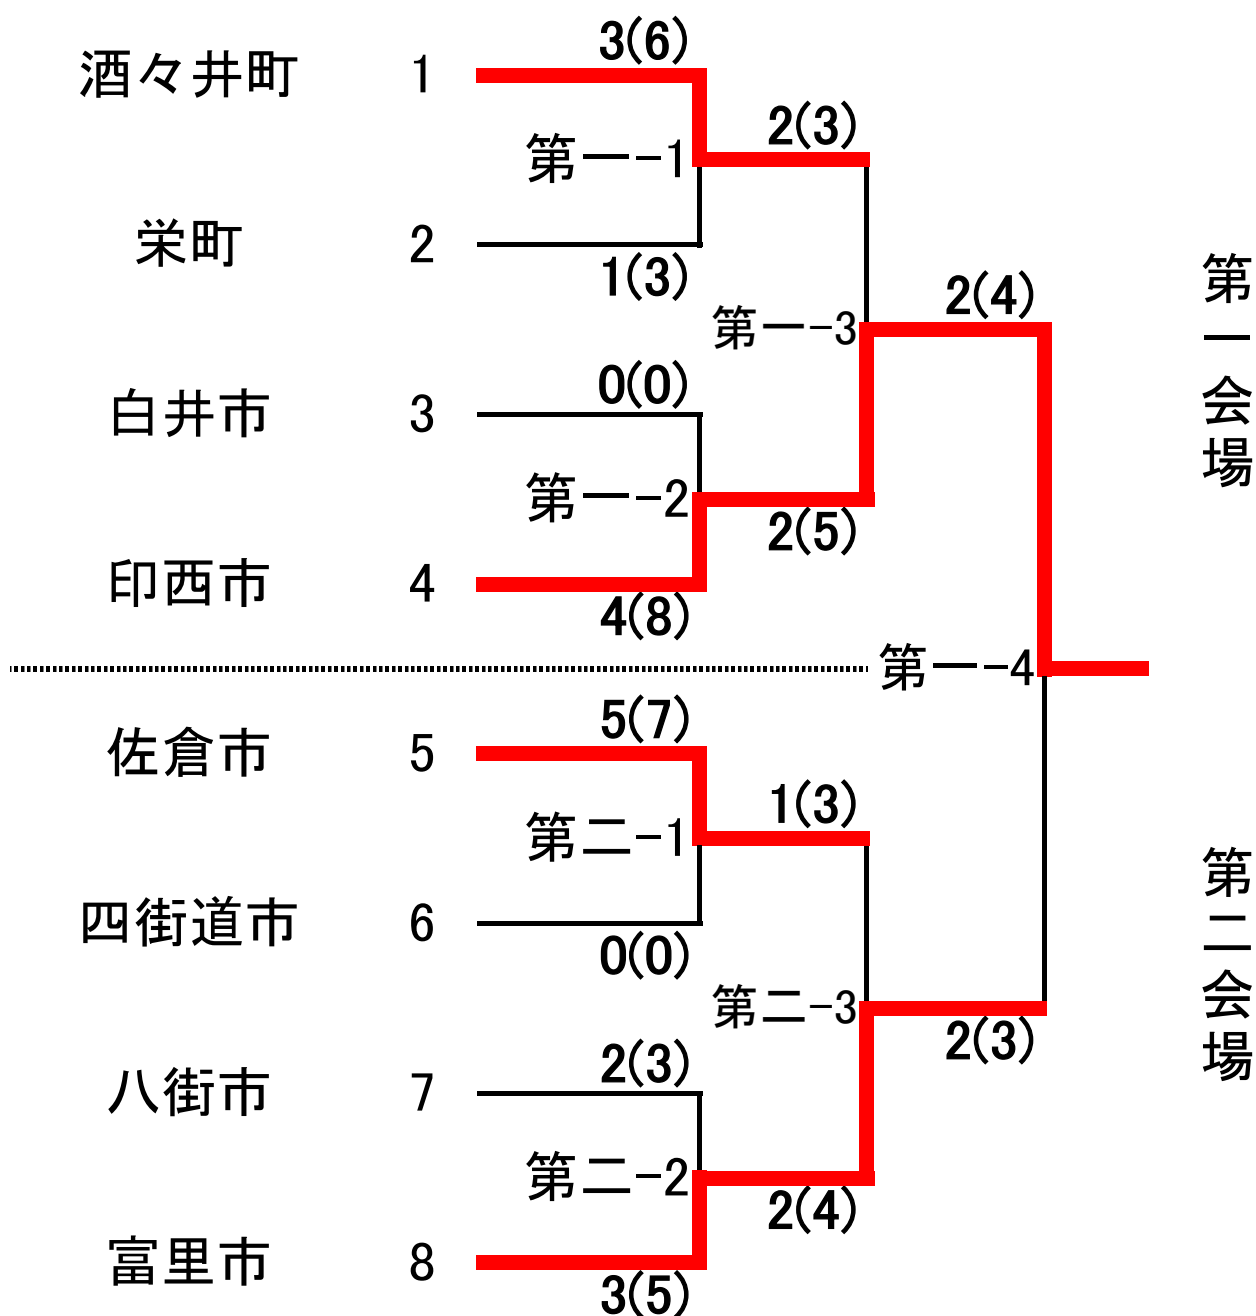 3(6)
酒々井町 1
2(3)
第一-1
栄町 2
1(3)
第一会場
2(4)
第一-3
0(0)
白井市 3
第一-2
2(5)
印西市 4
4(8)
第一-4
5(7)
佐倉市 5
1(3)
第二-1
第二会場
四街道市 6
0(0)
第二-3
2(3)
2(3)
八街市 7
第二-2
2(4)
富里市 8
3(5)